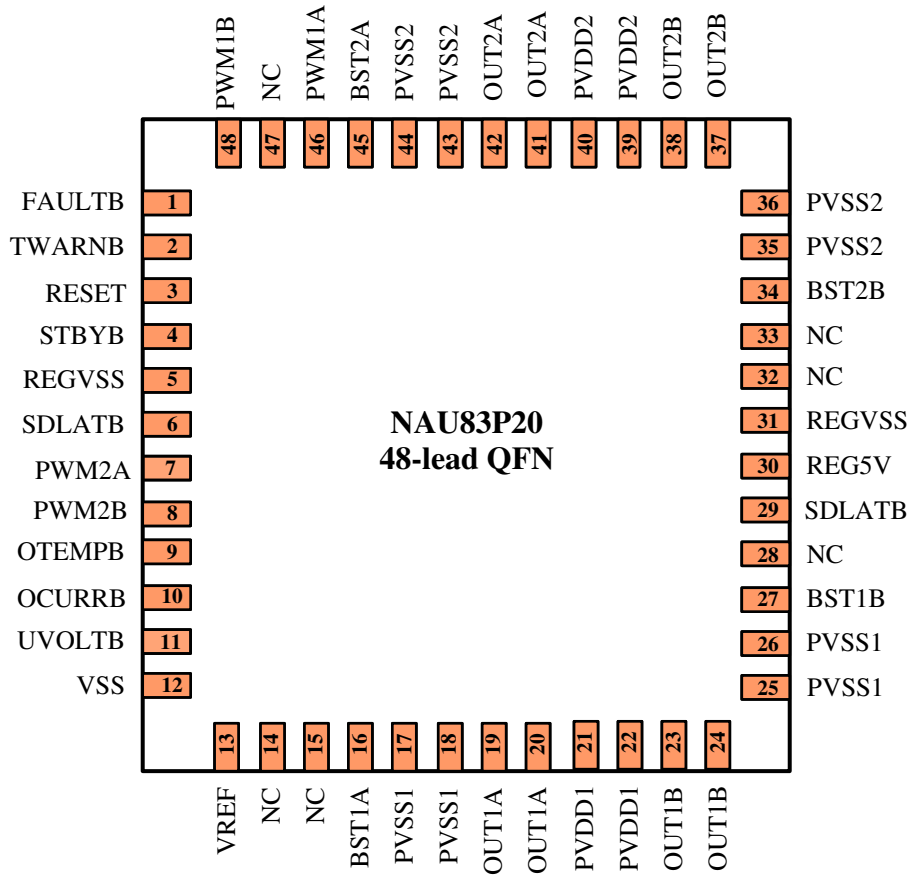 PWM1B
NC
PWM1A
BST2A
PVSS2
PVSS2
OUT2A
OUT2A
PVDD2
PVDD2
OUT2B
OUT2B
48
47
46
45
44
43
42
41
40
39
38
37
FAULTB 1
TWARNB 2
RESET 3
STBYB 4
REGVSS 5
SDLATB 6
PWM2A 7
PWM2B 8
OTEMPB 9
OCURRB 10
UVOLTB 11
VSS 12
NAU83P20
48-lead QFN
36 PVSS2
35 PVSS2
34 BST2B
33 NC
32 NC
31 REGVSS
30 REG5V
29 SDLATB
28 NC
27 BST1B
26 PVSS1
25 PVSS1
13
14
15
16
17
18
19
20
21
22
23
24
VREF
NC
NC
BST1A
PVSS1
PVSS1
OUT1A
OUT1A
PVDD1
PVDD1
OUT1B
OUT1B